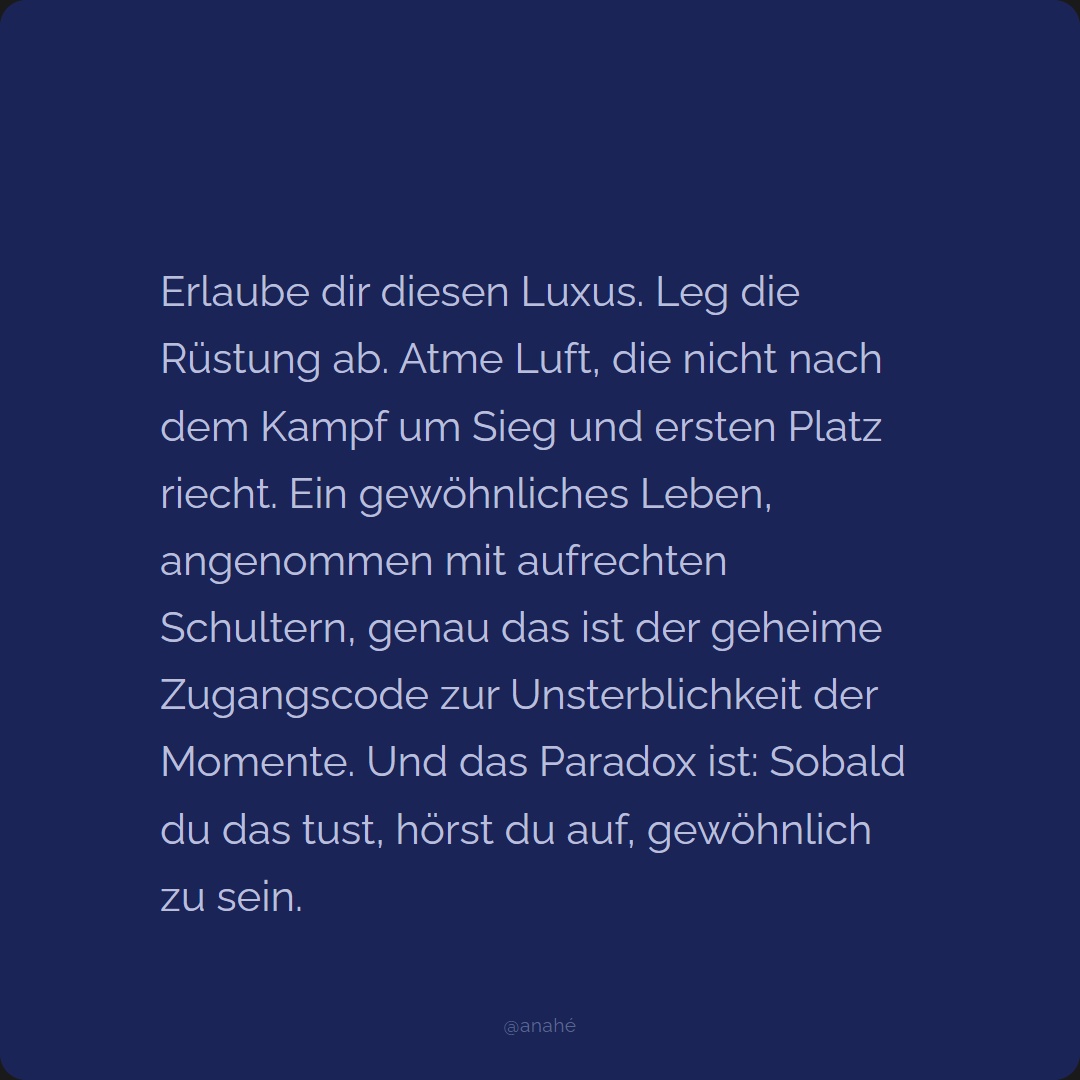 Erlaube dir diesen Luxus. Leg die
Rüstung ab. Atme Luft, die nicht nach
dem Kampf um Sieg und ersten Platz
riecht. Ein gewöhnliches Leben,
angenommen mit aufrechten
Schultern, genau das ist der geheime
Zugangscode zur Unsterblichkeit der
Momente. Und das Paradox ist: Sobald
du das tust, hörst du auf, gewöhnlich
zu sein.
@anahé